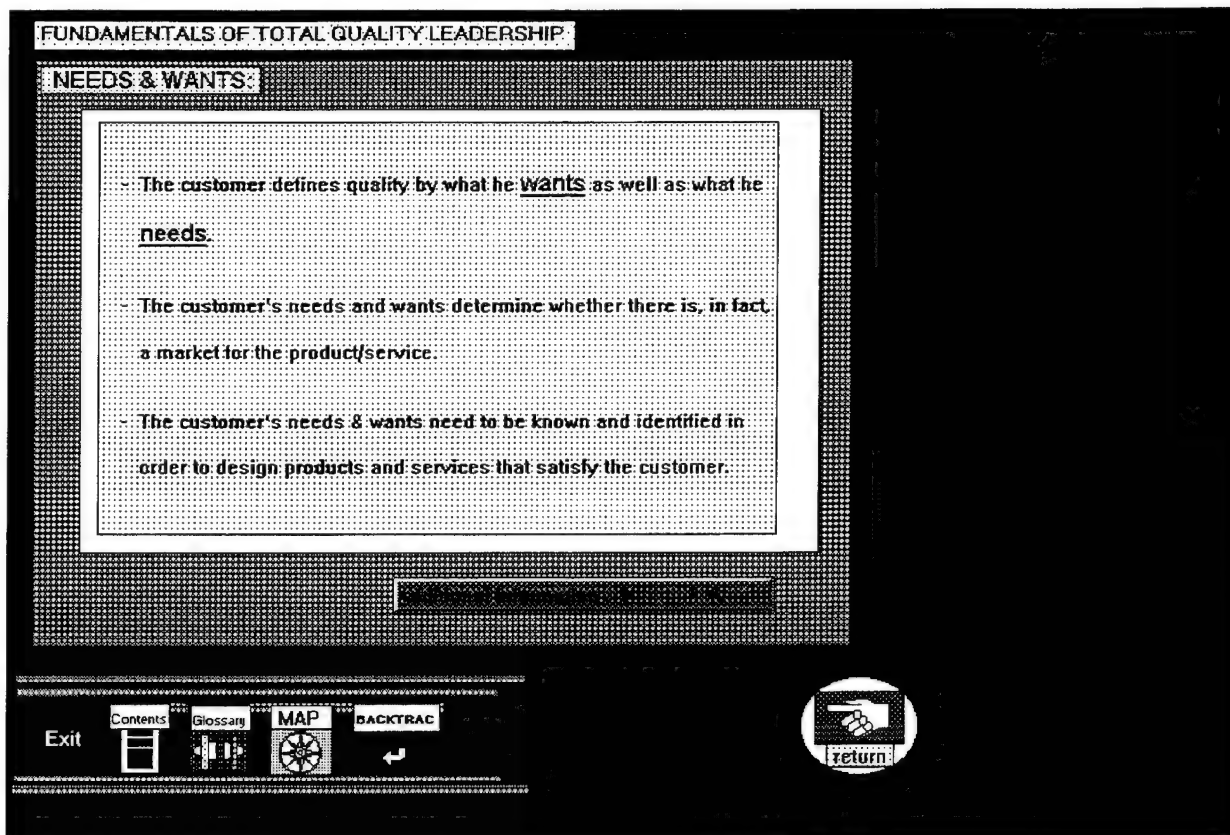 FUNDAMENTALS OF TOTAL QUALITY LEADERSHIP
NEEDS & WANTS:
- The customer defines quality by what he wants as well as what he
needs.
- The customer's needs and wants determine whether there is, in fact,
a market for the product/service.
- The customer's needs & wants need to be known and identified in
order to design products and services that satisfy the customer.
Exit
Contents
Glossary
MAP
BACKTRAC
return